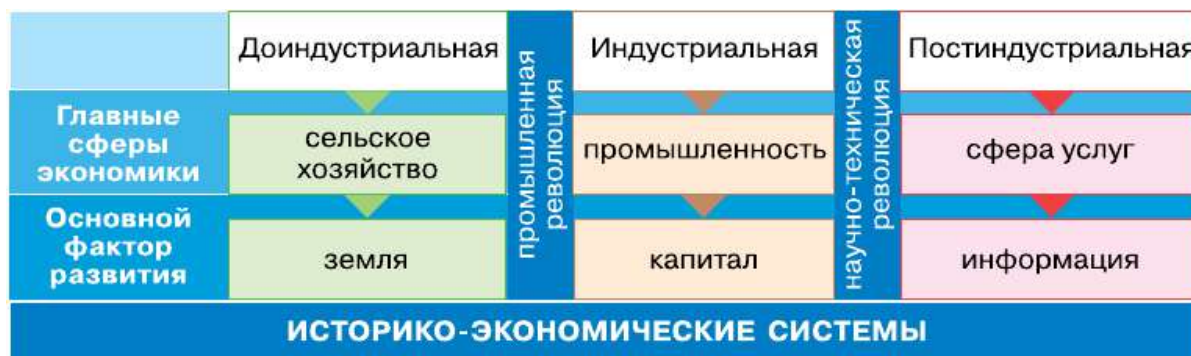 Доиндустриальная
промышленная
революция
Индустриальная
научно-техническая
революция
Постиндустриальная
Главные
сферы
экономики
сельское
хозяйство
промышленность
сфера услуг
Основной
фактор
развития
земля
капитал
информация
ИСТОРИКО-ЭКОНОМИЧЕСКИЕ СИСТЕМЫ